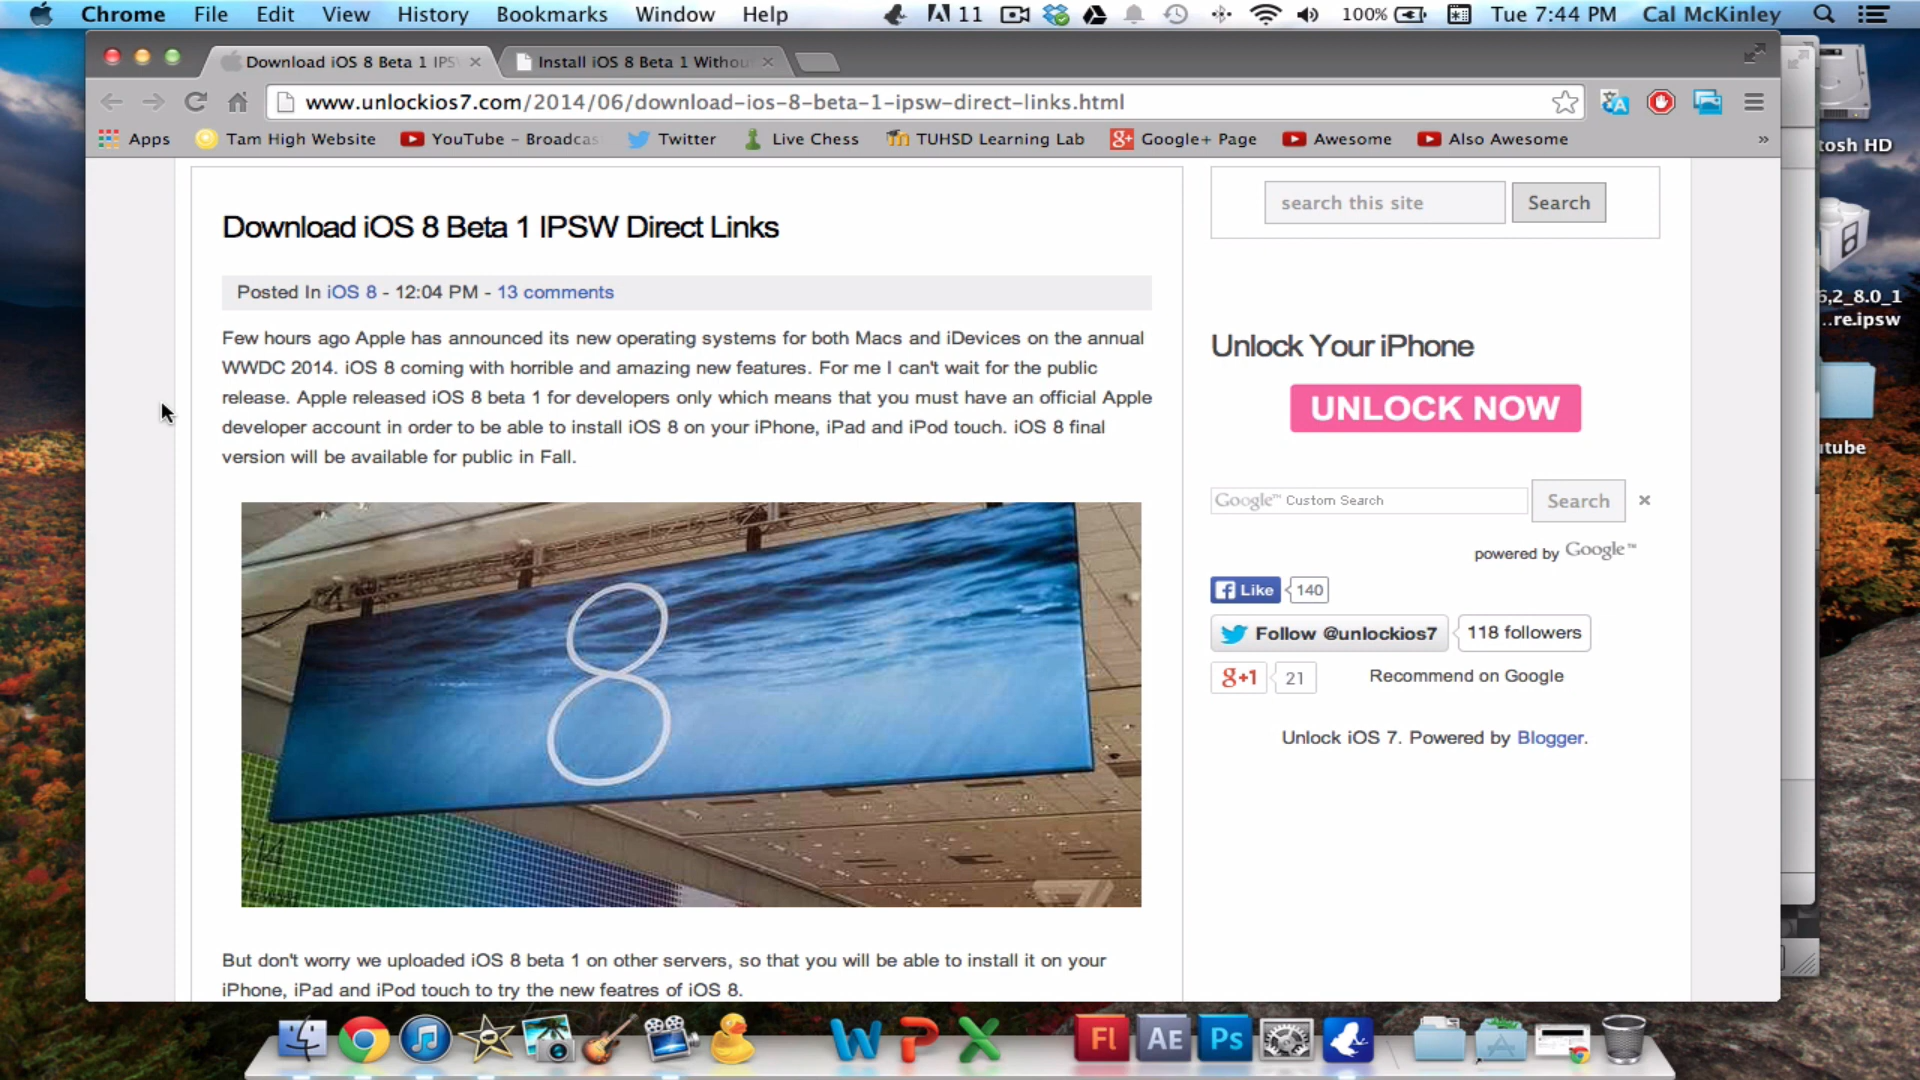 Chrome File Edit View History Bookmarks Window Help 11 100% Tue 7:44 PM Cal McKinley
Download iOS 8 Beta 1 IPS
Install iOS 8 Beta 1 Withou
www.unlockios7.com/2014/06/download-ios-8-beta-1-ipsw-direct-links.html
Apps Tam High Website YouTube - Broadcas Twitter Live Chess TUHSD Learning Lab Google+ Page Awesome Also Awesome »
Download iOS 8 Beta 1 IPSW Direct Links
Posted In iOS 8 - 12:04 PM - 13 comments
Few hours ago Apple has announced its new operating systems for both Macs and iDevices on the annual
WWDC 2014. iOS 8 coming with horrible and amazing new features. For me I can't wait for the public
release. Apple released iOS 8 beta 1 for developers only which means that you must have an official Apple
developer account in order to be able to install iOS 8 on your iPhone, iPad and iPod touch. iOS 8 final
version will be available for public in Fall.
8
But don't worry we uploaded iOS 8 beta 1 on other servers, so that you will be able to install it on your
iPhone, iPad and iPod touch to try the new featres of iOS 8.
search this site Search
Unlock Your iPhone
UNLOCK NOW
Google™ Custom Search Search
powered by Google™
Like 140
Follow @unlockios7 118 followers
g+1 21 Recommend on Google
Unlock iOS 7. Powered by Blogger.
tosh HD
6,2_8.0_1
...re.ipsw
utube
W P X Fl AE Ps